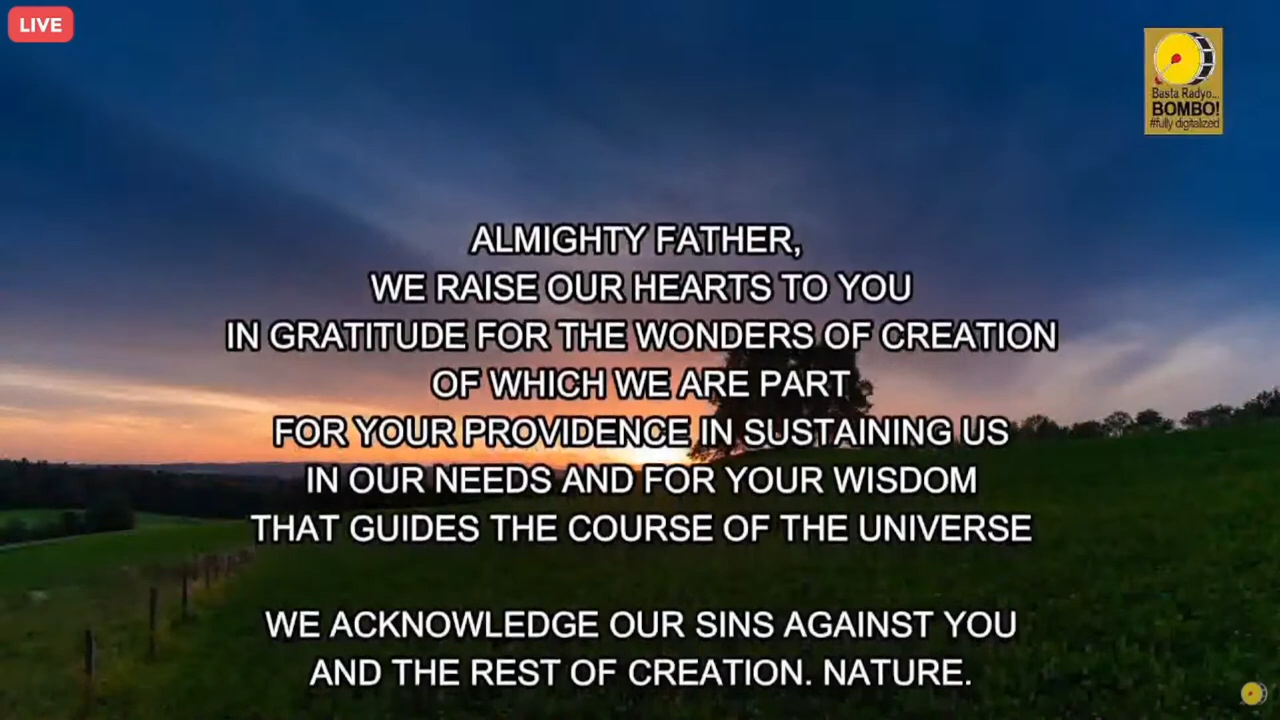 LIVE
Basta Radyo...
BOMBO!
#fully digitalized
ALMIGHTY FATHER,
WE RAISE OUR HEARTS TO YOU
IN GRATITUDE FOR THE WONDERS OF CREATION
OF WHICH WE ARE PART
FOR YOUR PROVIDENCE IN SUSTAINING US
IN OUR NEEDS AND FOR YOUR WISDOM
THAT GUIDES THE COURSE OF THE UNIVERSE
WE ACKNOWLEDGE OUR SINS AGAINST YOU
AND THE REST OF CREATION. NATURE.